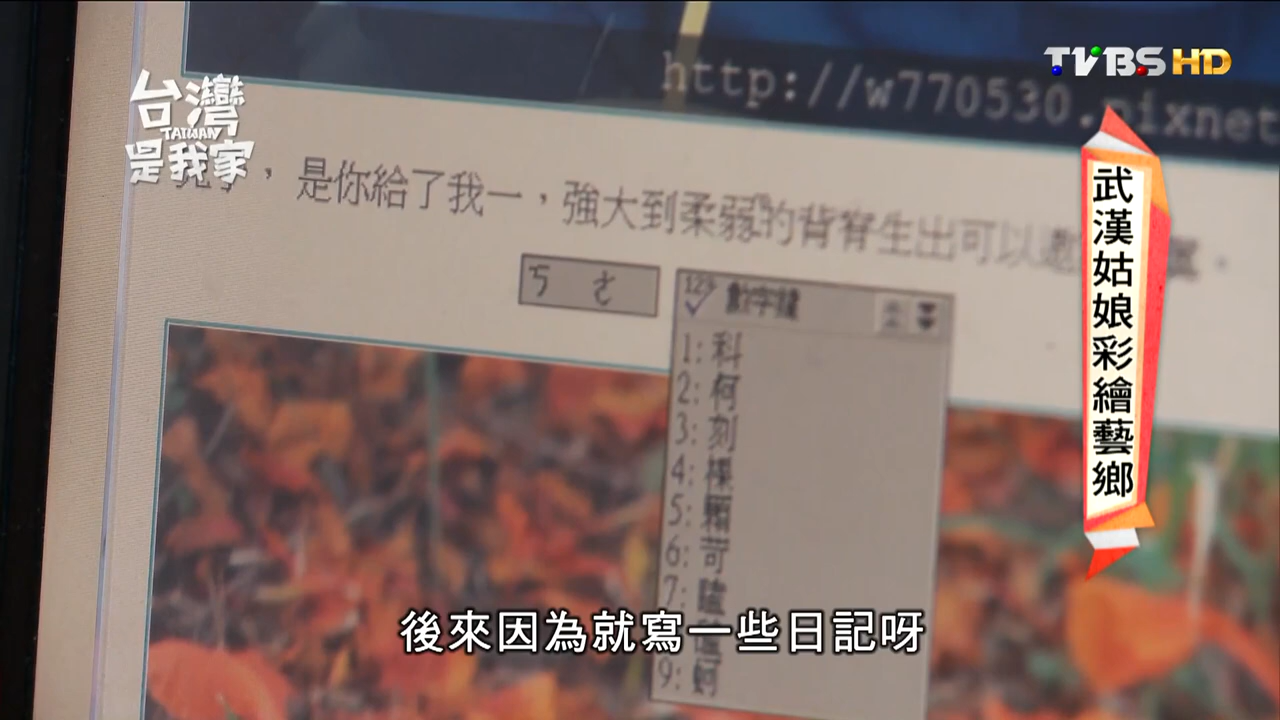 TVBS HD
台灣
TAIWAN
是我家
http://w770530.pixnet
，是你給了我一，強大到柔弱的背脊生出可以
ㄎ ㄜ
數字鍵
1: 科
2: 何
3: 刻
4: 棵
5: 顆
6: 苛
7: 瞌
9: 蚵
武漢姑娘彩繪藝鄉
後來因為就寫一些日記呀